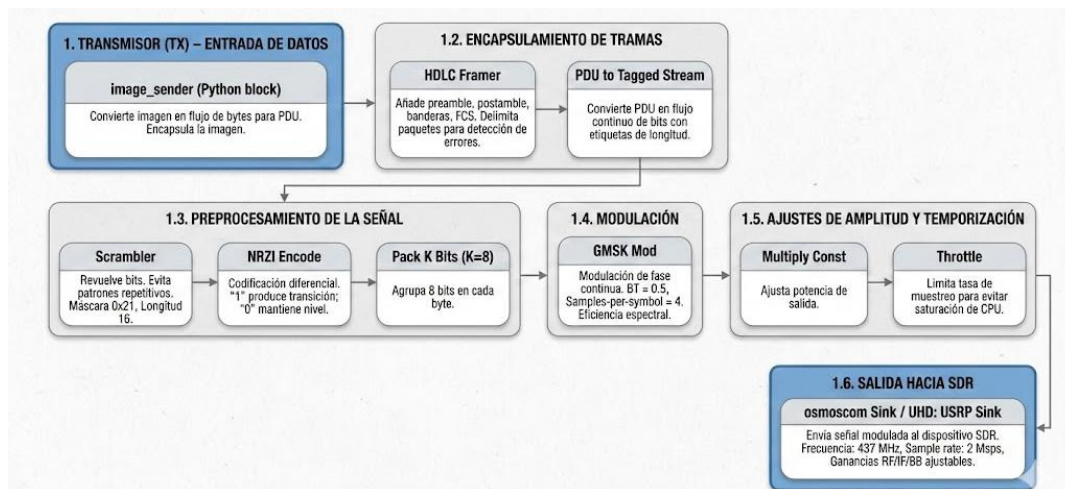 1. TRANSMISOR (TX) – ENTRADA DE DATOS
image_sender (Python block)
Convierte imagen en flujo de bytes para PDU.
Encapsula la imagen.
1.2. ENCAPSULAMIENTO DE TRAMAS
HDLC Framer
Añade preamble, postamble,
banderas, FCS. Delimita
paquetes para detección de
errores.
PDU to Tagged Stream
Convierte PDU en flujo
continuo de bits con
etiquetas de longitud.
1.3. PREPROCESAMIENTO DE LA SEÑAL
Scrambler
Revuelve bits. Evita
patrones repetitivos.
Máscara 0x21, Longitud
16.
NRZI Encode
Codificación diferencial.
"1" produce transición;
"0" mantiene nivel.
Pack K Bits (K=8)
Agrupa 8 bits en cada
byte.
1.4. MODULACIÓN
GMSK Mod
Modulación de fase
continua. BT = 0.5,
Samples-per-symbol = 4.
Eficiencia espectral.
1.5. AJUSTES DE AMPLITUD Y TEMPORIZACIÓN
Multiply Const
Ajusta potencia de
salida.
Throttle
Limita tasa de
muestreo para evitar
saturación de CPU.
1.6. SALIDA HACIA SDR
osmoscom Sink / UHD: USRP Sink
Envía señal modulada al dispositivo SDR.
Frecuencia: 437 MHz, Sample rate: 2 Msps,
Ganancias RF/IF/BB ajustables.